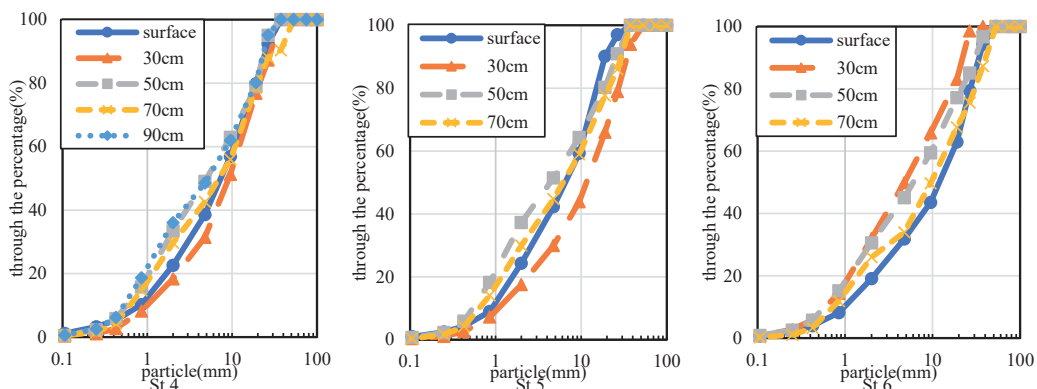 through the percentage(%)
100
80
60
40
20
0
surface
30cm
50cm
70cm
90cm
0.1
1
10
100
particle(mm)
St.4
through the percentage(%)
100
80
60
40
20
0
surface
30cm
50cm
70cm
0.1
1
10
100
particle(mm)
St.5
through the percentage(%)
100
80
60
40
20
0
surface
30cm
50cm
70cm
0.1
1
10
100
particle(mm)
St.6